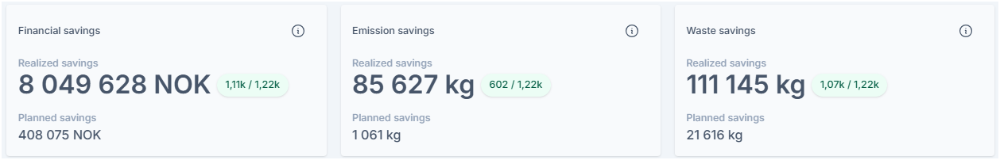 Financial savings
Realized savings
8 049 628 NOK 1,11k / 1,22k
Planned savings
408 075 NOK
Emission savings
Realized savings
85 627 kg 602 / 1,22k
Planned savings
1 061 kg
Waste savings
Realized savings
111 145 kg 1,07k / 1,22k
Planned savings
21 616 kg